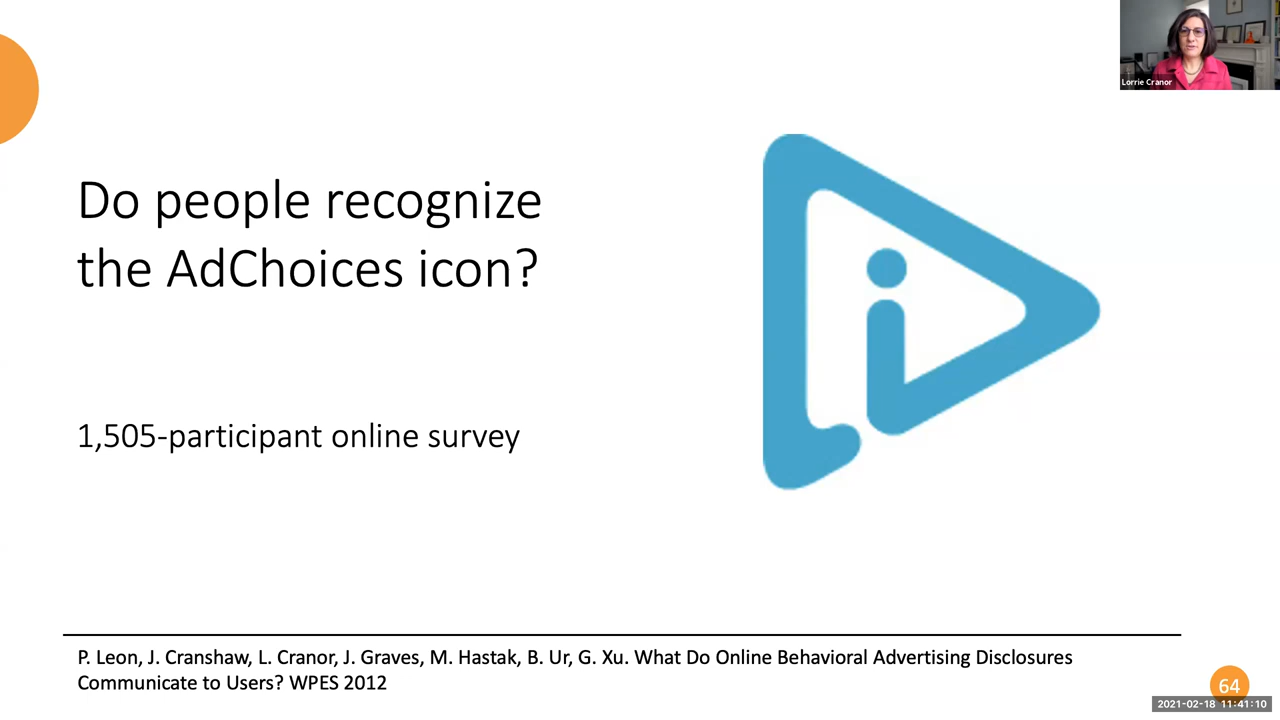 Lorrie Cranor
Do people recognize
the AdChoices icon?
1,505-participant online survey
P. Leon, J. Cranshaw, L. Cranor, J. Graves, M. Hastak, B. Ur, G. Xu. What Do Online Behavioral Advertising Disclosures
Communicate to Users? WPES 2012
64
2021-02-18 11:41:10